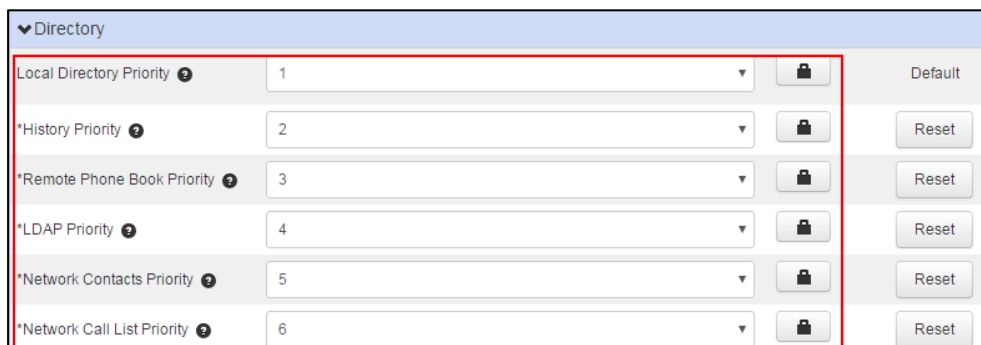 Directory
Local Directory Priority ? 1 Default
*History Priority ? 2 Reset
*Remote Phone Book Priority ? 3 Reset
*LDAP Priority ? 4 Reset
*Network Contacts Priority ? 5 Reset
*Network Call List Priority ? 6 Reset